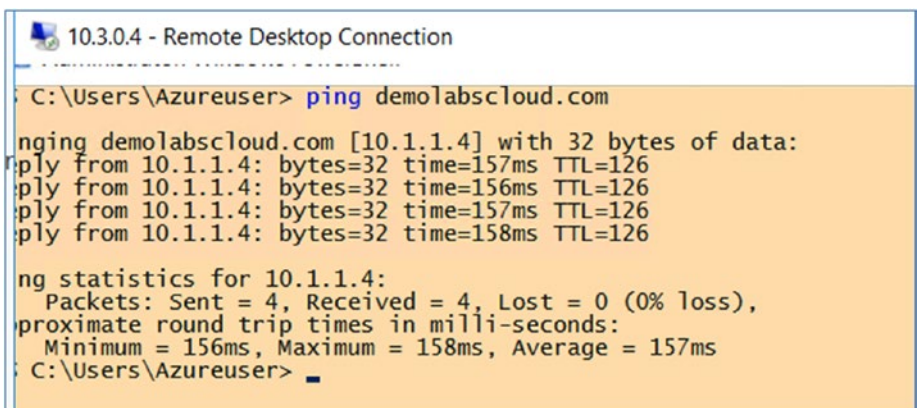 10.3.0.4 - Remote Desktop Connection
C:\Users\Azureuser> ping demolabscloud.com
nging demolabscloud.com [10.1.1.4] with 32 bytes of data:
eply from 10.1.1.4: bytes=32 time=157ms TTL=126
eply from 10.1.1.4: bytes=32 time=156ms TTL=126
eply from 10.1.1.4: bytes=32 time=157ms TTL=126
eply from 10.1.1.4: bytes=32 time=158ms TTL=126
ng statistics for 10.1.1.4:
Packets: Sent = 4, Received = 4, Lost = 0 (0% loss),
pproximate round trip times in milli-seconds:
Minimum = 156ms, Maximum = 158ms, Average = 157ms
C:\Users\Azureuser>